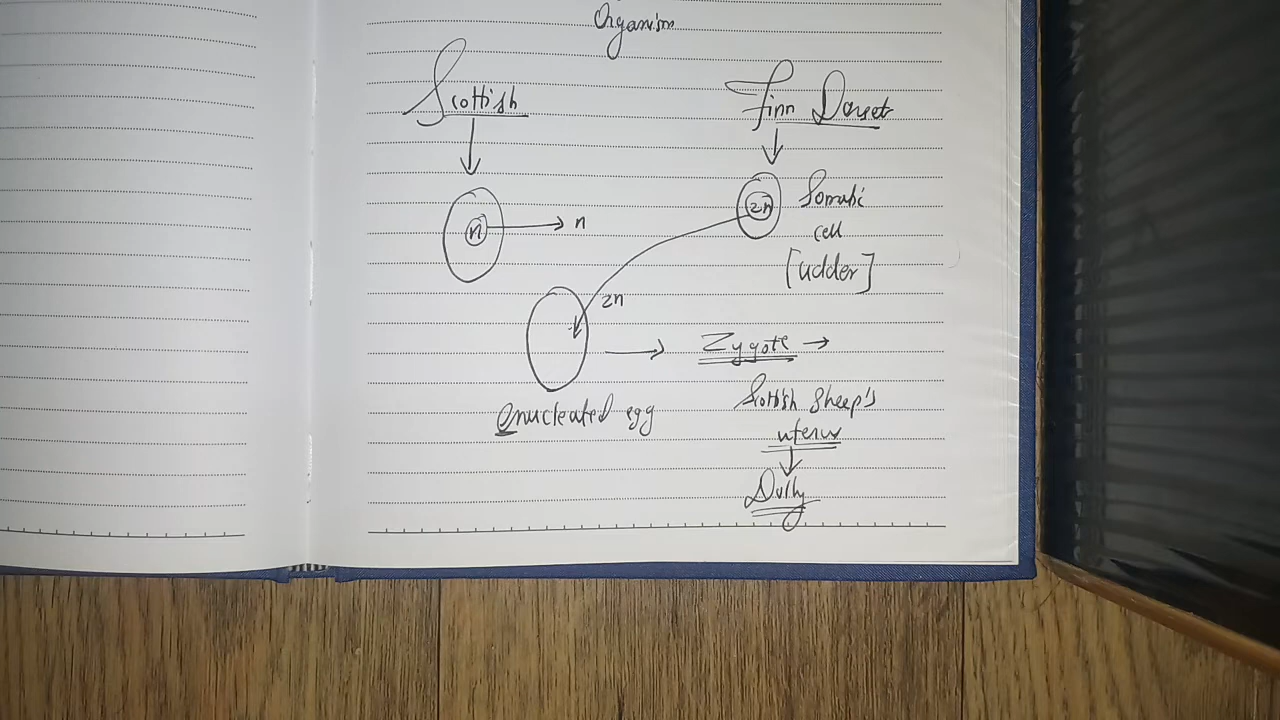 Organism
Scottish
Finn Dorset
n
n
2n
Somatic
cell
[udder]
2n
Zygote
enucleated egg
Scottish sheep's
uterus
Dolly